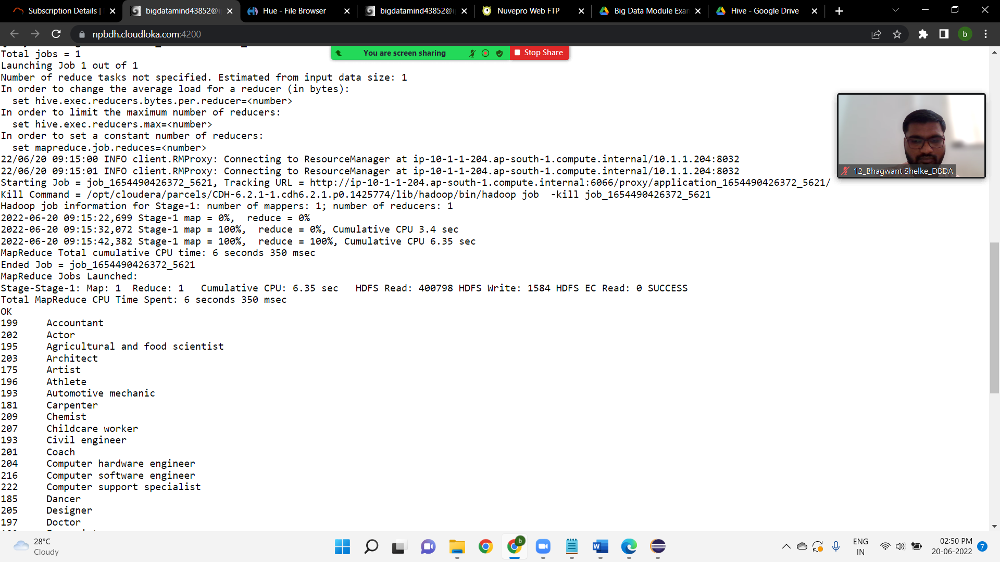 Subscription Details |
bigdatamind43852@i
Hue - File Browser
bigdatamind43852@i
Nuvepro Web FTP
Big Data Module Exa
Hive - Google Drive
npbdh.cloudloka.com:4200
b
You are screen sharing
Stop Share
Total jobs = 1
Launching Job 1 out of 1
Number of reduce tasks not specified. Estimated from input data size: 1
In order to change the average load for a reducer (in bytes):
set hive.exec.reducers.bytes.per.reducer=<number>
In order to limit the maximum number of reducers:
set hive.exec.reducers.max=<number>
In order to set a constant number of reducers:
set mapreduce.job.reduces=<number>
22/06/20 09:15:00 INFO client.RMProxy: Connecting to ResourceManager at ip-10-1-1-204.ap-south-1.compute.internal/10.1.1.204:8032
22/06/20 09:15:01 INFO client.RMProxy: Connecting to ResourceManager at ip-10-1-1-204.ap-south-1.compute.internal/10.1.1.204:8032
12_Bhagwant Shelke_DBDA
Starting Job = job_1654490426372_5621, Tracking URL = http://ip-10-1-1-204.ap-south-1.compute.internal:6066/proxy/application_1654490426372_5621/
Kill Command = /opt/cloudera/parcels/CDH-6.2.1-1.cdh6.2.1.p0.1425774/lib/hadoop/bin/hadoop job  -kill job_1654490426372_5621
Hadoop job information for Stage-1: number of mappers: 1; number of reducers: 1
2022-06-20 09:15:22,699 Stage-1 map = 0%,  reduce = 0%
2022-06-20 09:15:32,072 Stage-1 map = 100%,  reduce = 0%, Cumulative CPU 3.4 sec
2022-06-20 09:15:42,382 Stage-1 map = 100%,  reduce = 100%, Cumulative CPU 6.35 sec
MapReduce Total cumulative CPU time: 6 seconds 350 msec
Ended Job = job_1654490426372_5621
MapReduce Jobs Launched:
Stage-Stage-1: Map: 1  Reduce: 1   Cumulative CPU: 6.35 sec   HDFS Read: 400798 HDFS Write: 1584 HDFS EC Read: 0 SUCCESS
Total MapReduce CPU Time Spent: 6 seconds 350 msec
OK
199     Accountant
202     Actor
195     Agricultural and food scientist
203     Architect
175     Artist
196     Athlete
193     Automotive mechanic
181     Carpenter
209     Chemist
207     Childcare worker
193     Civil engineer
201     Coach
204     Computer hardware engineer
216     Computer software engineer
222     Computer support specialist
185     Dancer
205     Designer
197     Doctor
28°C
Cloudy
b
W
ENG
IN
02:50 PM
20-06-2022
7